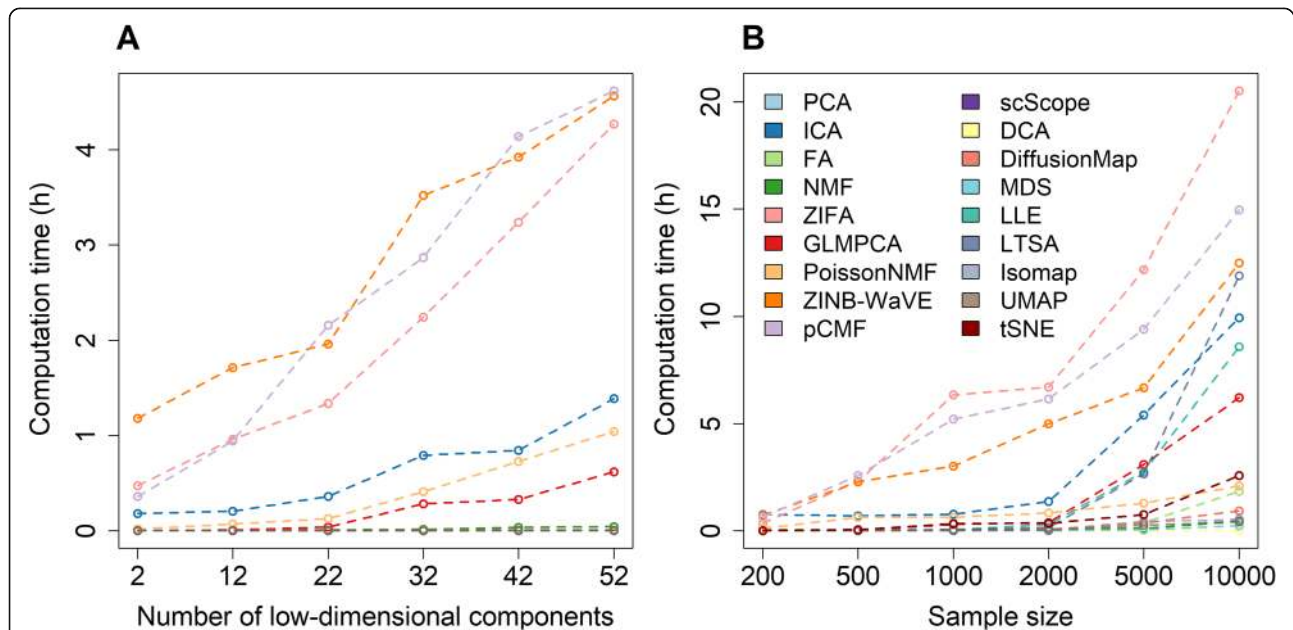 A
Computation time (h)
4
3
2
1
0
2 12 22 32 42 52
Number of low-dimensional components
B
Computation time (h)
20
15
10
5
0
PCA
ICA
FA
NMF
ZIFA
GLMPCA
PoissonNMF
ZINB-WaVE
pCMF
scScope
DCA
DiffusionMap
MDS
LLE
LTSA
Isomap
UMAP
tSNE
200 500 1000 2000 5000 10000
Sample size